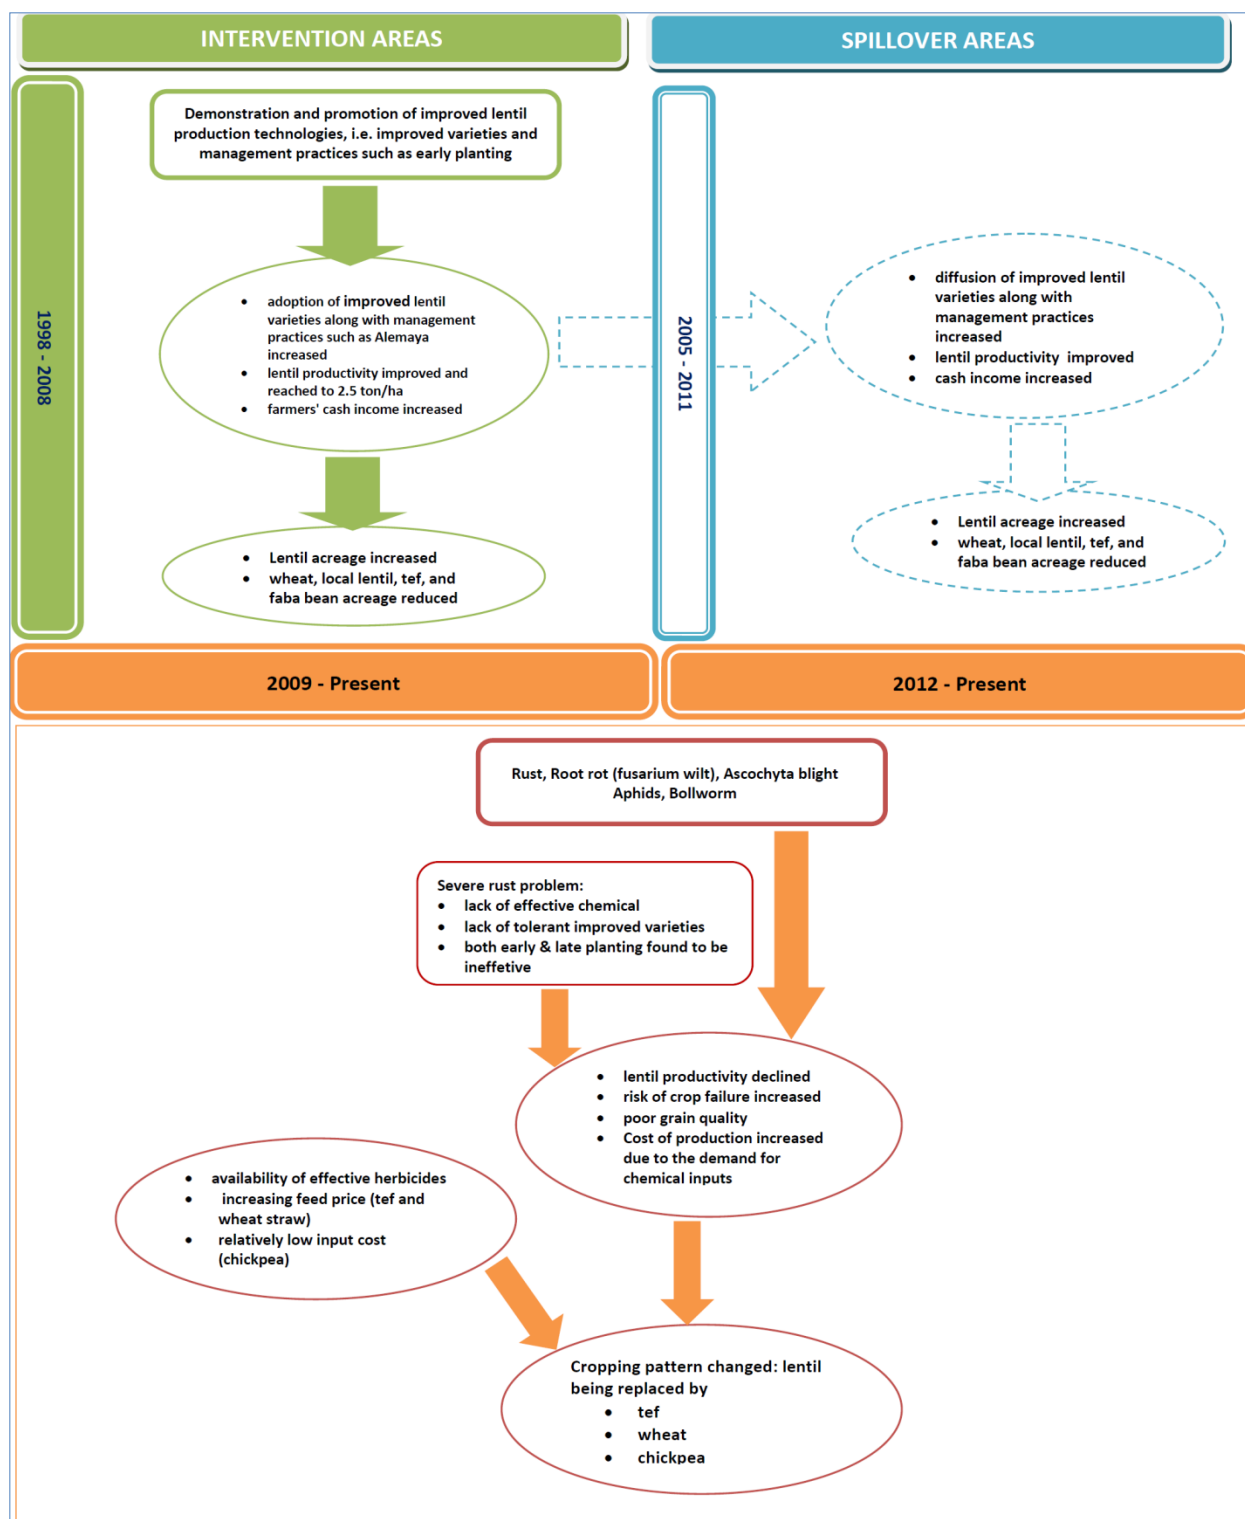 INTERVENTION AREAS
SPILLOVER AREAS
1998 - 2008
Demonstration and promotion of improved lentil
production technologies, i.e. improved varieties and
management practices such as early planting
• adoption of improved lentil
varieties along with management
practices such as Alemaya
increased
• lentil productivity improved and
reached to 2.5 ton/ha
• farmers' cash income increased
• Lentil acreage increased
• wheat, local lentil, tef, and
faba bean acreage reduced
2005 - 2011
• diffusion of improved lentil
varieties along with
management practices
increased
• lentil productivity improved
• cash income increased
• Lentil acreage increased
• wheat, local lentil, tef, and
faba bean acreage reduced
2009 - Present
2012 - Present
Rust, Root rot (fusarium wilt), Ascochyta blight
Aphids, Bollworm
Severe rust problem:
• lack of effective chemical
• lack of tolerant improved varieties
• both early & late planting found to be
ineffetive
• lentil productivity declined
• risk of crop failure increased
• poor grain quality
• Cost of production increased
due to the demand for
chemical inputs
• availability of effective herbicides
• increasing feed price (tef and
wheat straw)
• relatively low input cost
(chickpea)
Cropping pattern changed: lentil
being replaced by
• tef
• wheat
• chickpea